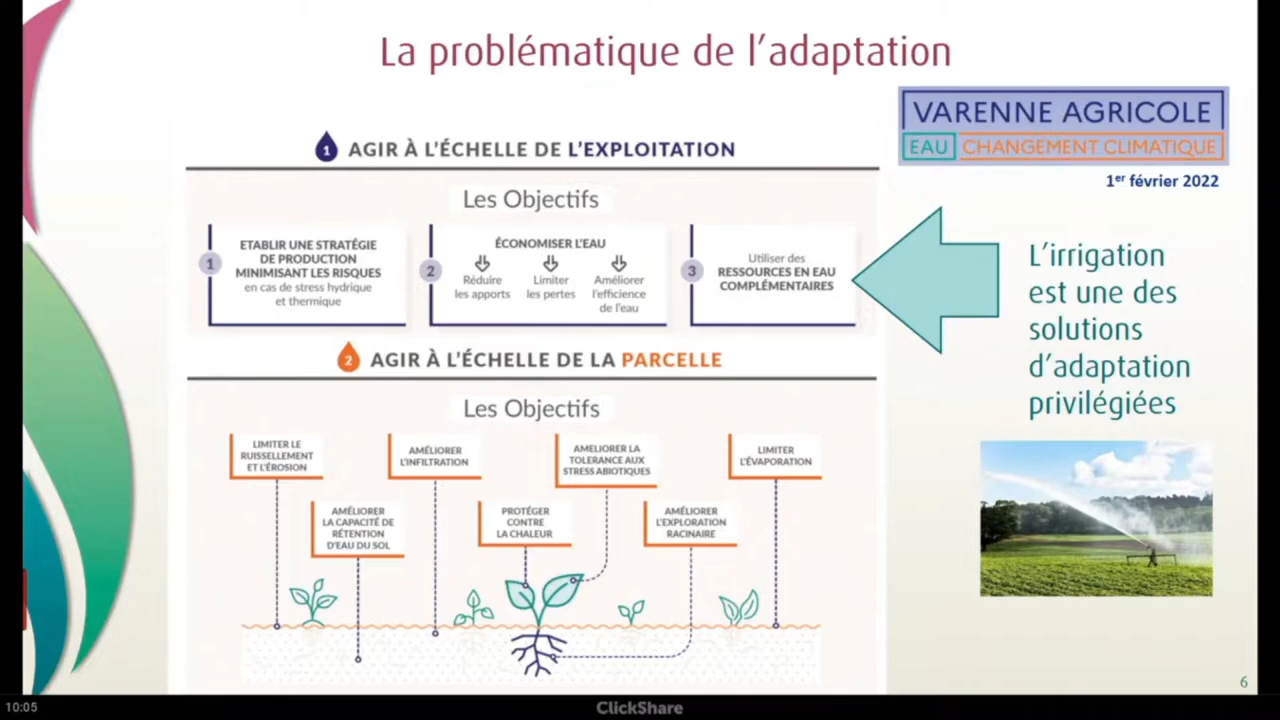 La problématique de l'adaptation
VARENNE AGRICOLE
EAU CHANGEMENT CLIMATIQUE
1er février 2022
1 AGIR À L'ÉCHELLE DE L'EXPLOITATION
Les Objectifs
1
ETABLIR UNE STRATÉGIE
DE PRODUCTION
MINIMISANT LES RISQUES
en cas de stress hydrique
et thermique
2
ÉCONOMISER L'EAU
Réduire
les apports
Limiter
les pertes
Améliorer
l'efficience
de l'eau
3
Utiliser des
RESSOURCES EN EAU
COMPLÉMENTAIRES
L'irrigation
est une des
solutions
d'adaptation
privilégiées
2 AGIR À L'ÉCHELLE DE LA PARCELLE
Les Objectifs
LIMITER LE
RUISSELLEMENT
ET L'ÉROSION
AMÉLIORER
L'INFILTRATION
AMELIORER LA
TOLERANCE AUX
STRESS ABIOTIQUES
LIMITER
L'ÉVAPORATION
AMÉLIORER
LA CAPACITÉ DE
RÉTENTION
D'EAU DU SOL
PROTÉGER
CONTRE
LA CHALEUR
AMÉLIORER
L'EXPLORATION
RACINAIRE
6
10:05
ClickShare